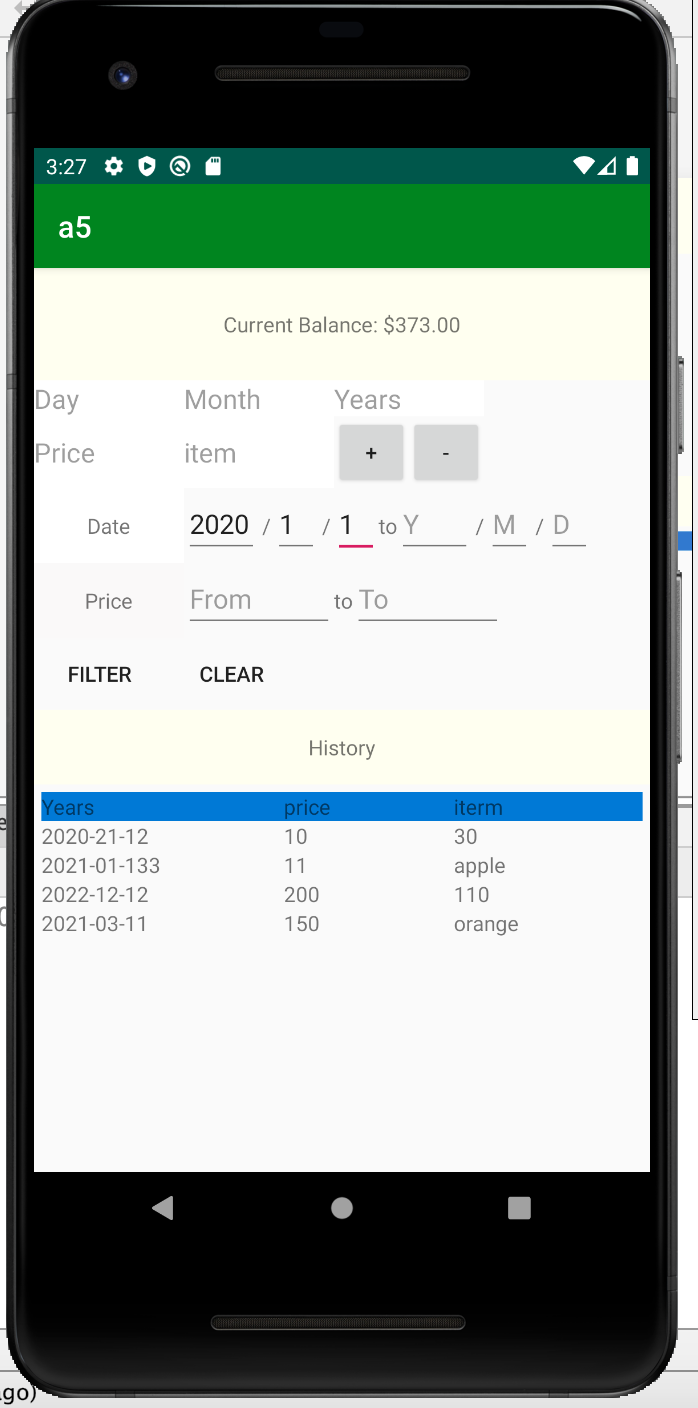 3:27
a5
Current Balance: $373.00
Day Month Years
Price item + -
Date 2020 / 1 / 1 to Y / M / D
Price From to To
FILTER CLEAR
History
Years price iterm
2020-21-12 10 30
2021-01-133 11 apple
2022-12-12 200 110
2021-03-11 150 orange
ago)